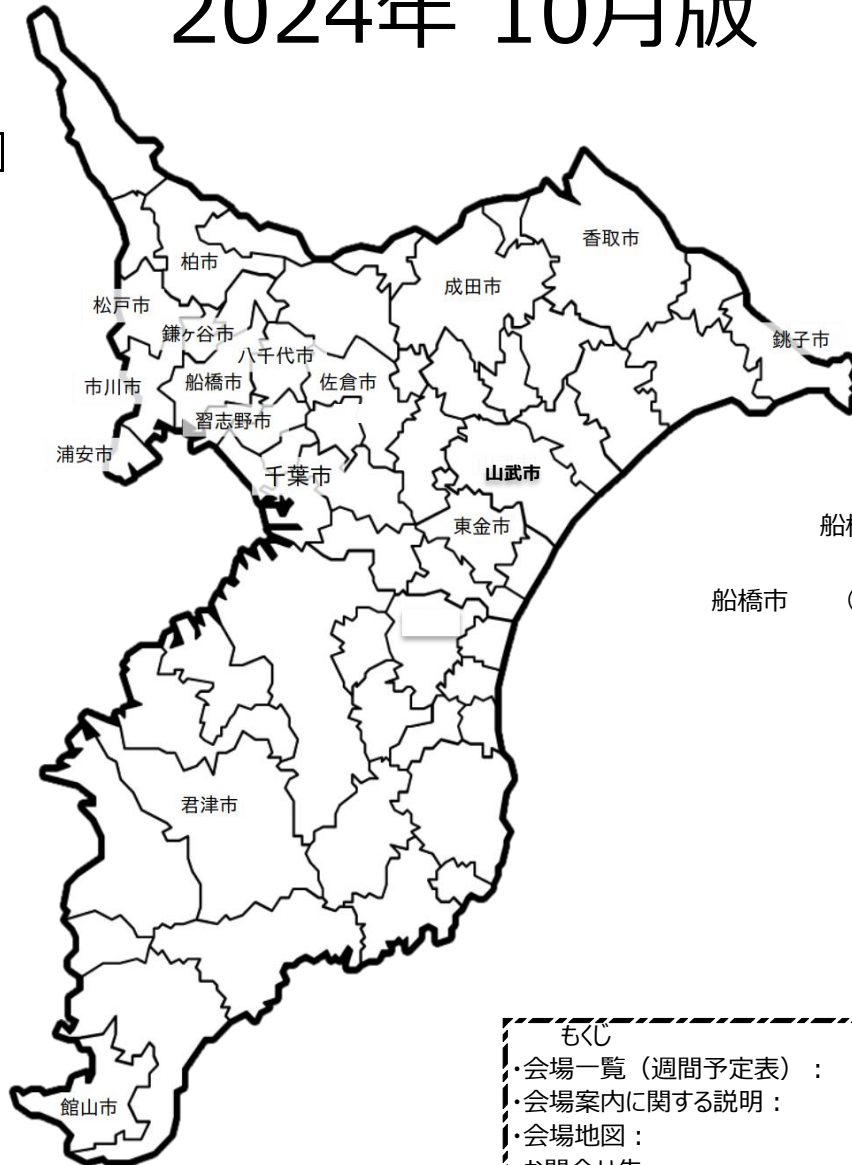 2024年 10月版
香取市
柏市
成田市
松戸市
鎌ヶ谷市
銚子市
八千代市
市川市
船橋市
佐倉市
習志野市
浦安市
千葉市
山武市
東金市
船橋市
君津市
館山市
もくじ
・会場一覧（週間予定表）：
・会場案内に関する説明：
・会場地図：